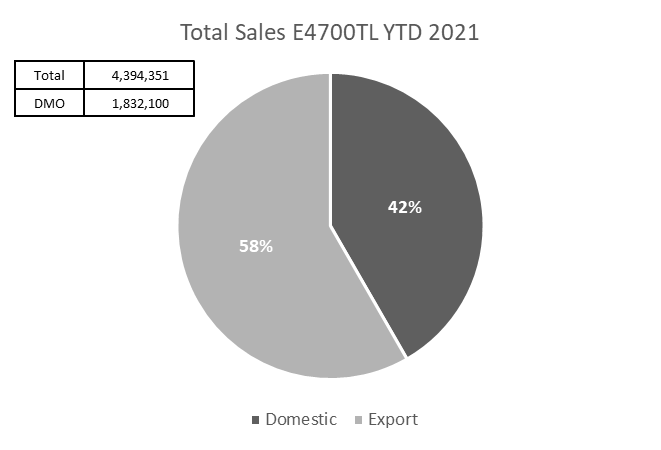 Total Sales E4700TL YTD 2021
Total 4,394,351
DMO 1,832,100
42%
58%
Domestic Export